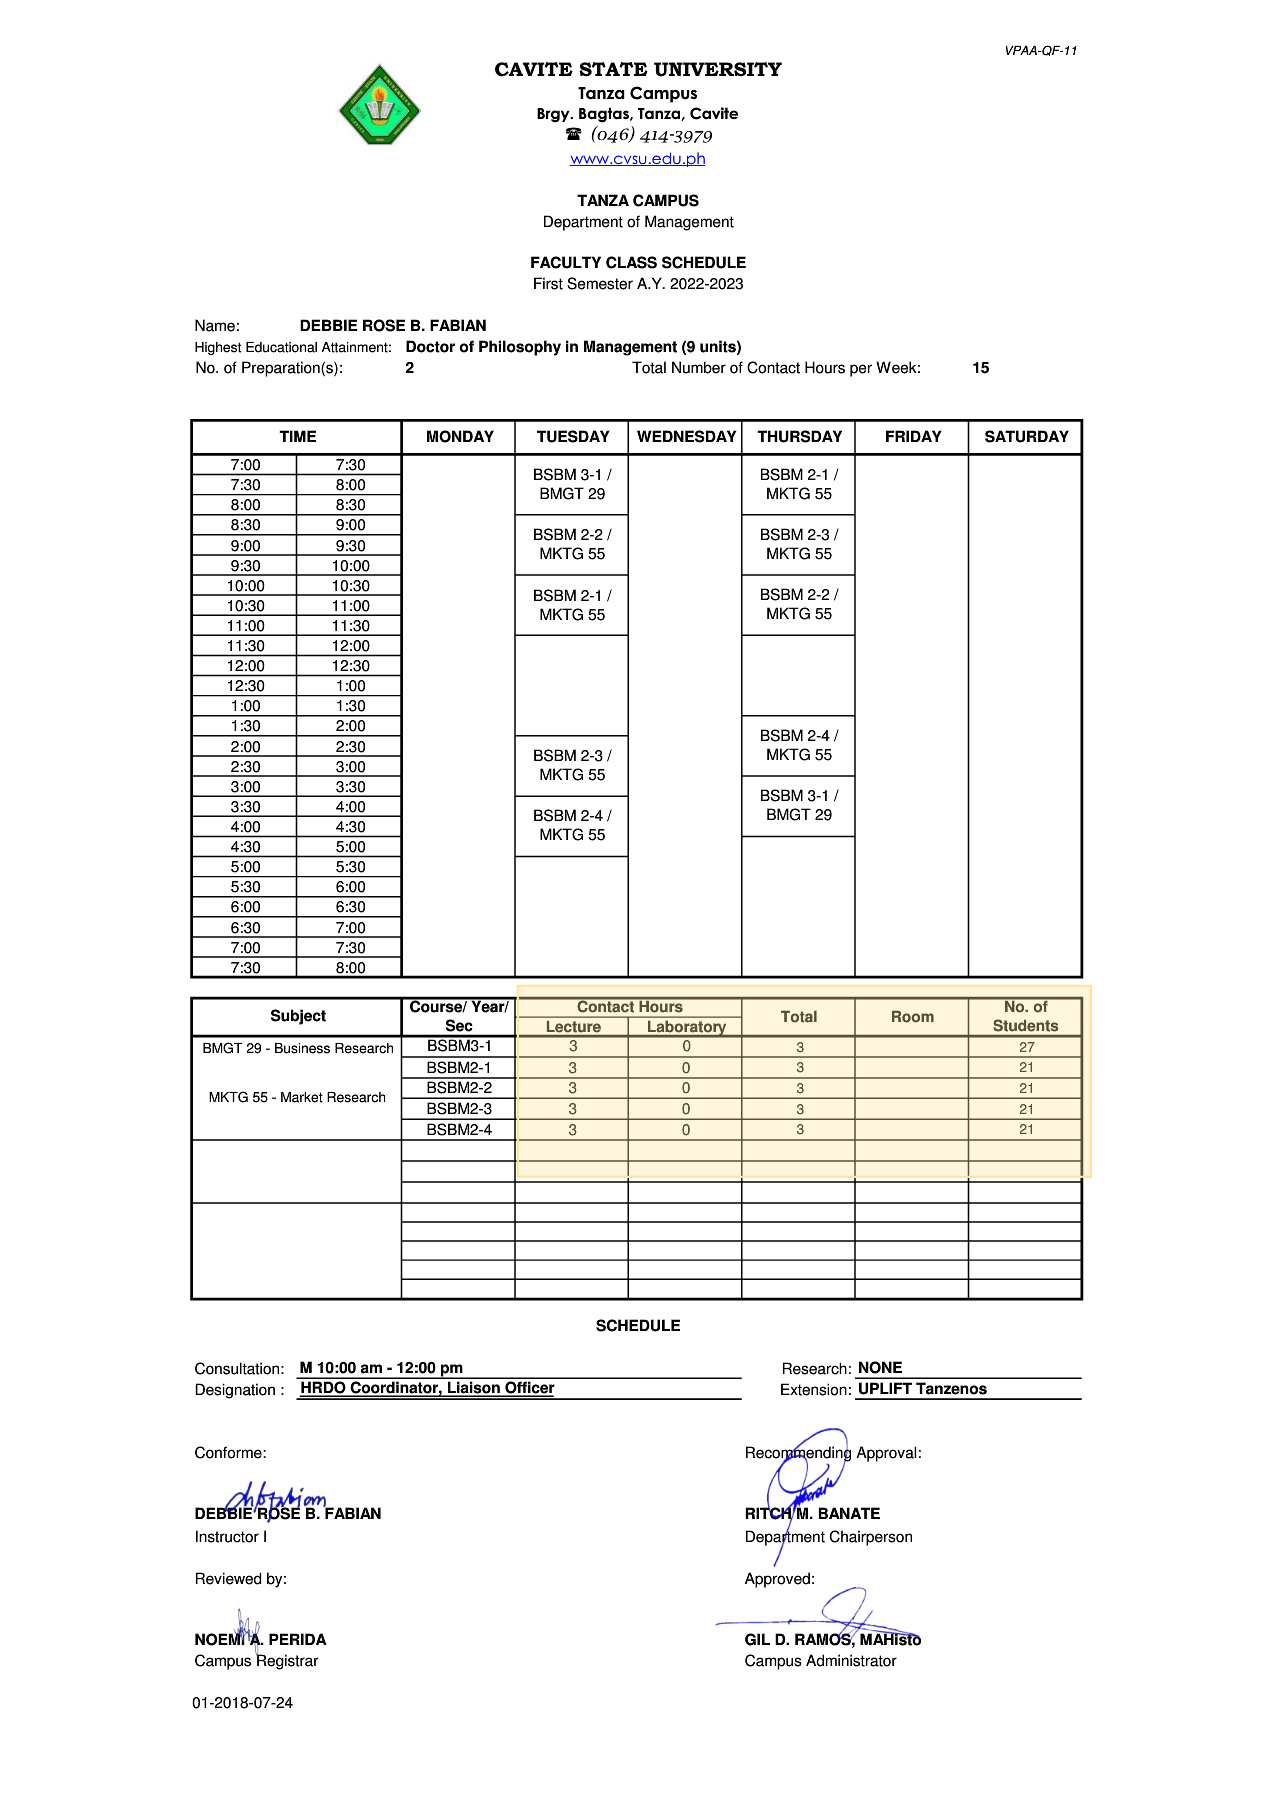 VPAA-QF-11
CAVITE STATE UNIVERSITY
Tanza Campus
Brgy. Bagtas, Tanza, Cavite
☎ (046) 414-3979
www.cvsu.edu.ph
TANZA CAMPUS
Department of Management
FACULTY CLASS SCHEDULE
First Semester A.Y. 2022-2023
Name: DEBBIE ROSE B. FABIAN
Highest Educational Attainment: Doctor of Philosophy in Management (9 units)
No. of Preparation(s): 2 Total Number of Contact Hours per Week: 15
TIME MONDAY TUESDAY WEDNESDAY THURSDAY FRIDAY SATURDAY
7:00 7:30
7:30 8:00
8:00 8:30
BSBM 3-1 /
BMGT 29
BSBM 2-1 /
MKTG 55
8:30 9:00
9:00 9:30
9:30 10:00
BSBM 2-2 /
MKTG 55
BSBM 2-3 /
MKTG 55
10:00 10:30
10:30 11:00
11:00 11:30
BSBM 2-1 /
MKTG 55
BSBM 2-2 /
MKTG 55
11:30 12:00
12:00 12:30
12:30 1:00
1:00 1:30
1:30 2:00
2:00 2:30
2:30 3:00
BSBM 2-4 /
MKTG 55
BSBM 2-3 /
MKTG 55
3:00 3:30
3:30 4:00
4:00 4:30
BSBM 3-1 /
BMGT 29
BSBM 2-4 /
MKTG 55
4:30 5:00
5:00 5:30
5:30 6:00
6:00 6:30
6:30 7:00
7:00 7:30
7:30 8:00
Subject Course/ Year/ Sec Contact Hours Total Room No. of Students
Lecture Laboratory
BMGT 29 - Business Research BSBM3-1 3 0 3 27
BSBM2-1 3 0 3 21
MKTG 55 - Market Research BSBM2-2 3 0 3 21
BSBM2-3 3 0 3 21
BSBM2-4 3 0 3 21
SCHEDULE
Consultation: M 10:00 am - 12:00 pm Research: NONE
Designation : HRDO Coordinator, Liaison Officer Extension: UPLIFT Tanzenos
Conforme: Recommending Approval:
DEBBIE ROSE B. FABIAN RITCH M. BANATE
Instructor I Department Chairperson
Reviewed by: Approved:
NOEMI A. PERIDA GIL D. RAMOS, MAHisto
Campus Registrar Campus Administrator
01-2018-07-24